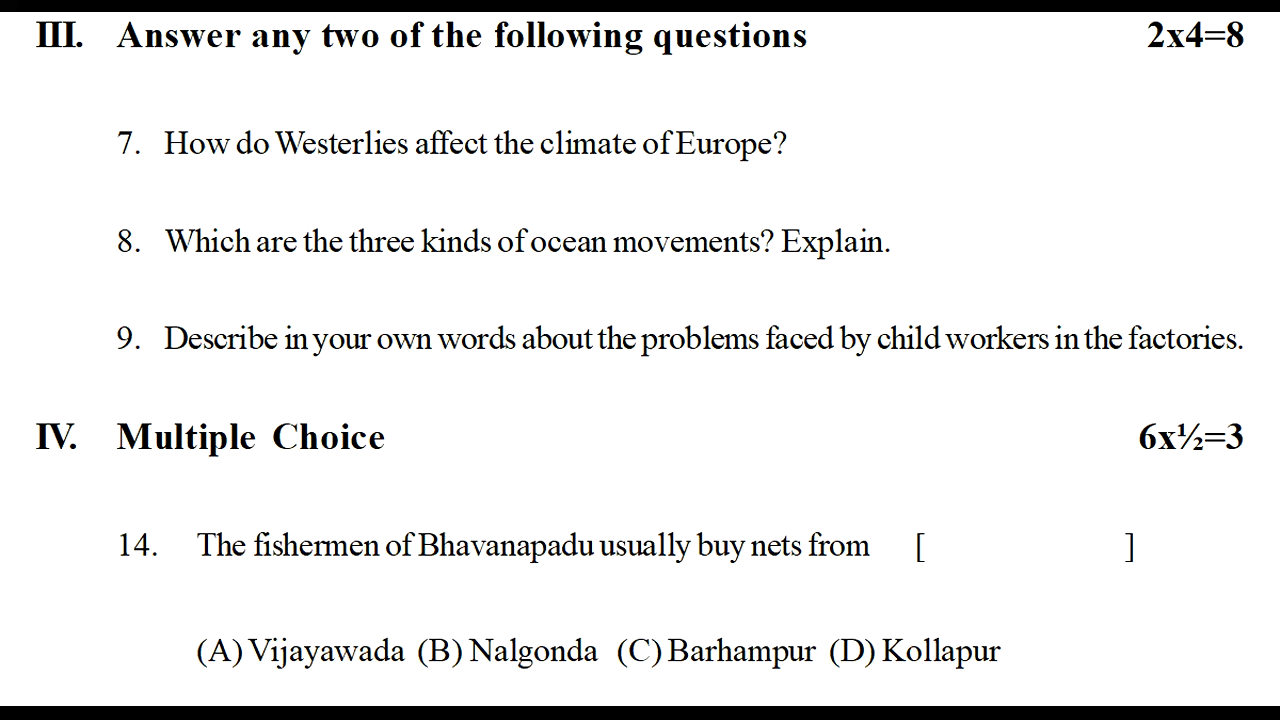 III. Answer any two of the following questions 2x4=8
7. How do Westerlies affect the climate of Europe?
8. Which are the three kinds of ocean movements? Explain.
9. Describe in your own words about the problems faced by child workers in the factories.
IV. Multiple Choice 6x½=3
14. The fishermen of Bhavanapadu usually buy nets from [ ]
(A) Vijayawada (B) Nalgonda (C) Barhampur (D) Kollapur